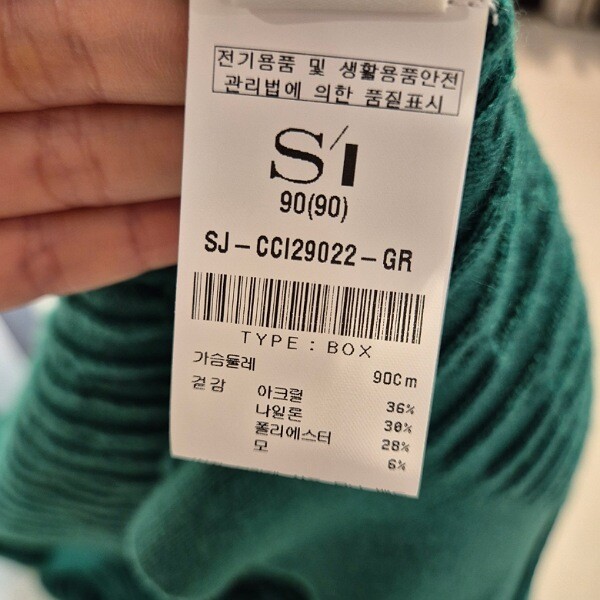 전기용품 및 생활용품안전
관리법에 의한 품질표시
S/I
90(90)
SJ-CCI29022-GR
TYPE : BOX
가슴둘레 90Cm
겉감 아크릴 36%
나일론 30%
폴리에스터 28%
모 6%